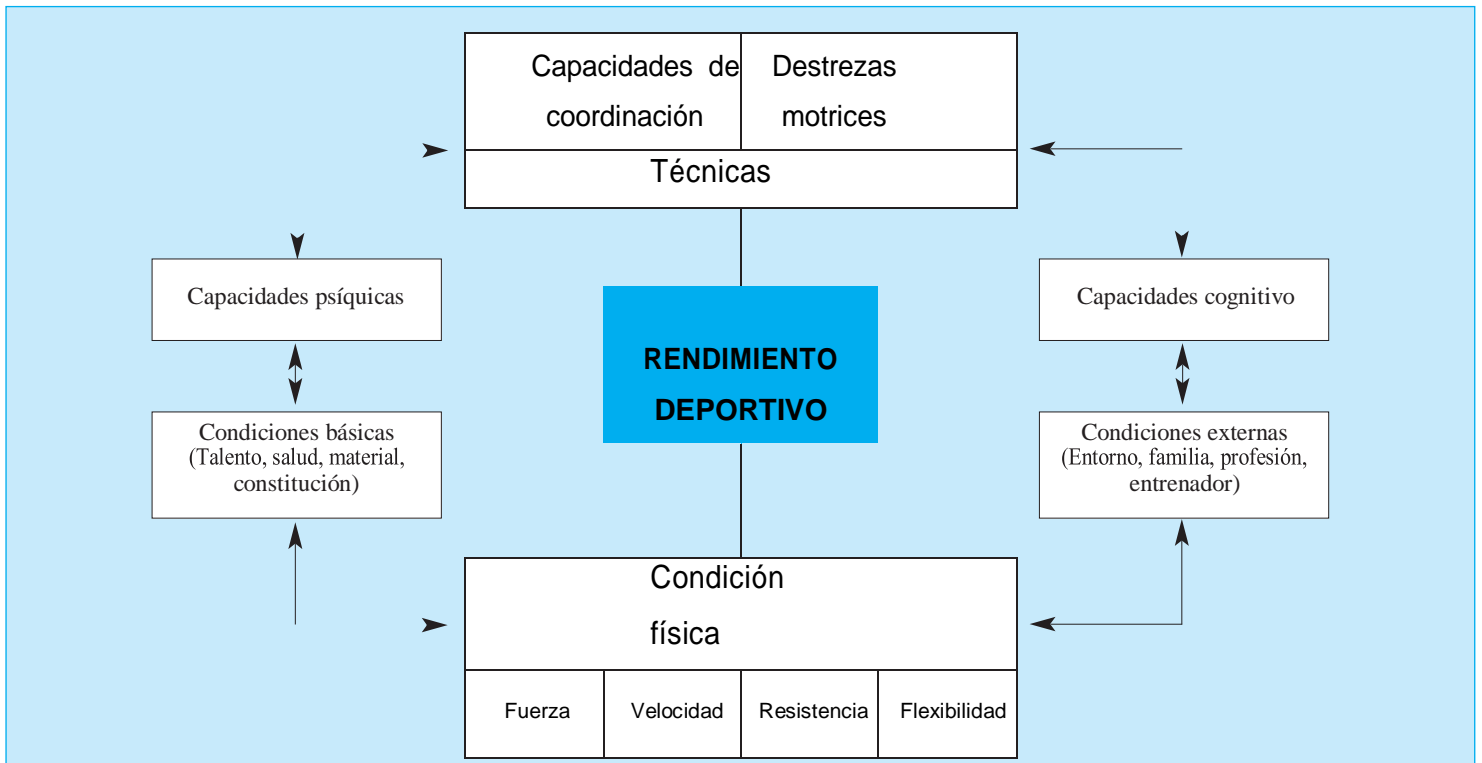 Capacidades de
coordinación
Destrezas
motrices
Técnicas
Capacidades psíquicas
Capacidades cognitivo
RENDIMIENTO
DEPORTIVO
Condiciones básicas
(Talento, salud, material,
constitución)
Condiciones externas
(Entorno, familia, profesión,
entrenador)
Condición
física
Fuerza
Velocidad
Resistencia
Flexibilidad